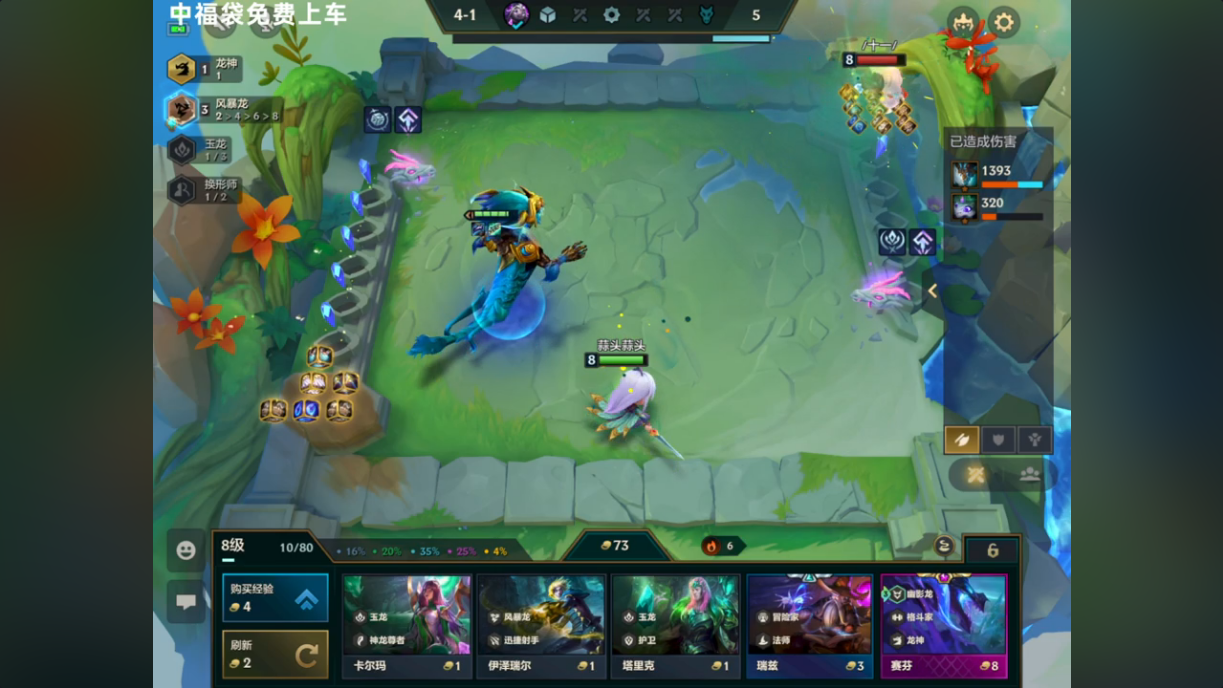 中福袋免费上车
4-1
5
1
龙神
1
3
风暴龙
2 > 4 > 6 > 8
玉龙
1 / 3
换形师
1 / 2
/十一/
8
已造成伤害
1393
320
蒜头蒜头
8
8级
10/80
16%
20%
35%
25%
4%
73
6
6
购买经验
4
刷新
2
玉龙
神龙尊者
卡尔玛
1
风暴龙
迅捷射手
伊泽瑞尔
1
玉龙
护卫
塔里克
1
冒险家
法师
瑞兹
3
幽影龙
格斗家
龙神
赛芬
8